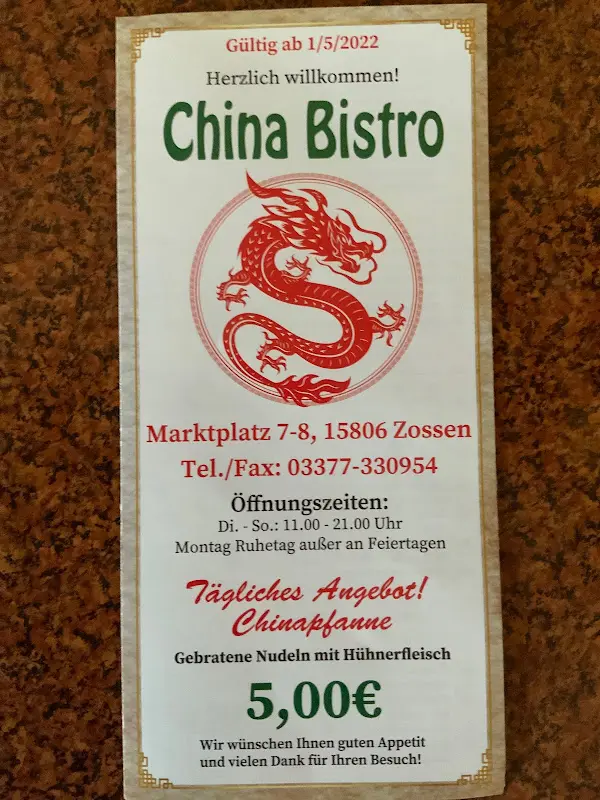 Gültig ab 1/5/2022
Herzlich willkommen!
China Bistro
Marktplatz 7-8, 15806 Zossen
Tel./Fax: 03377-330954
Öffnungszeiten:
Di. - So.: 11.00 - 21.00 Uhr
Montag Ruhetag außer an Feiertagen
Tägliches Angebot!
Chinapfanne
Gebratene Nudeln mit Hühnerfleisch
5,00€
Wir wünschen Ihnen guten Appetit
und vielen Dank für Ihren Besuch!